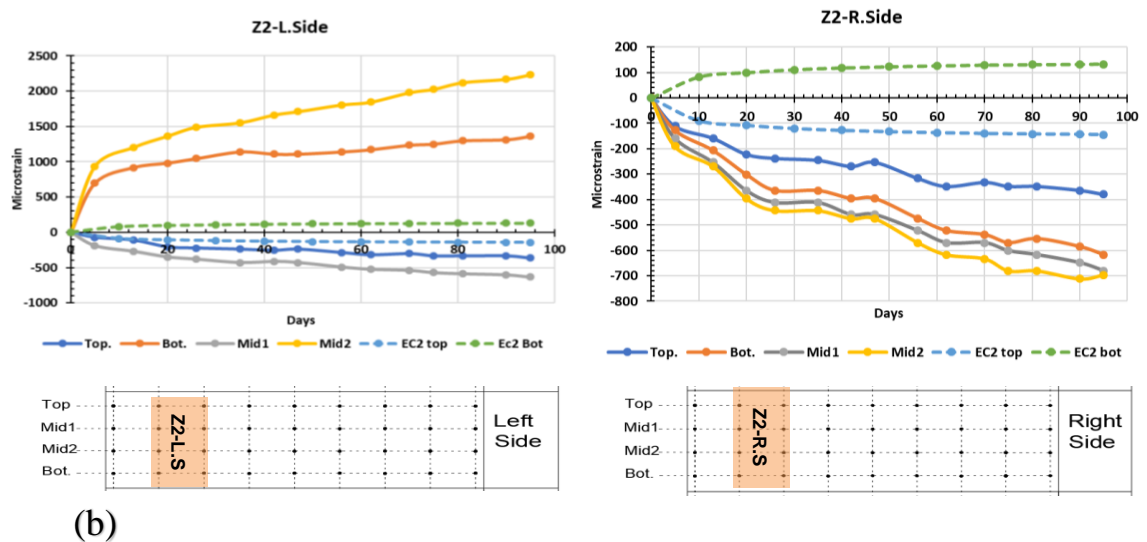 Z2-L.Side
2500
2000
1500
1000
500
0
-500
-1000
0
20
40
60
80
100
Microstrain
Days
Top.
Bot.
Mid1
Mid2
EC2 top
Ec2 Bot
Top
Mid1
Mid2
Bot.
Z2-L.S
Left
Side
Z2-R.Side
200
100
0
-100
-200
-300
-400
-500
-600
-700
-800
0
10
20
30
40
50
60
70
80
90
100
Microstrain
Days
Top.
Bot.
Mid1
Mid2
EC2 top
EC2 bot
Top
Mid1
Mid2
Bot.
Z2-R.S
Right
Side
(b)